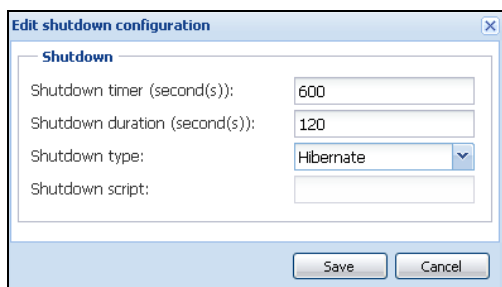 Edit shutdown configuration
Shutdown
Shutdown timer (second(s)): 600
Shutdown duration (second(s)): 120
Shutdown type: Hibernate
Shutdown script:
Save Cancel